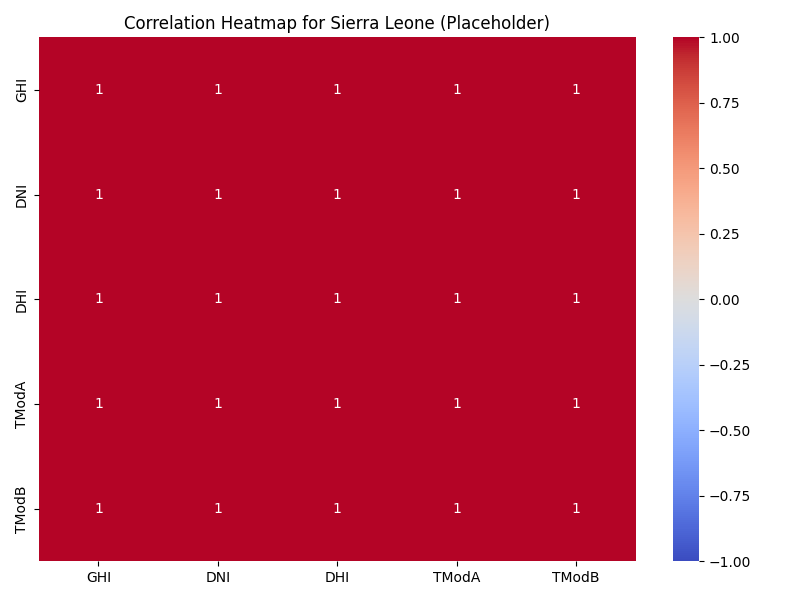 Correlation Heatmap for Sierra Leone (Placeholder)
GHI 1 1 1 1 1
DNI 1 1 1 1 1
DHI 1 1 1 1 1
TModA 1 1 1 1 1
TModB 1 1 1 1 1
GHI DNI DHI TModA TModB
1.00
0.75
0.50
0.25
0.00
−0.25
−0.50
−0.75
−1.00